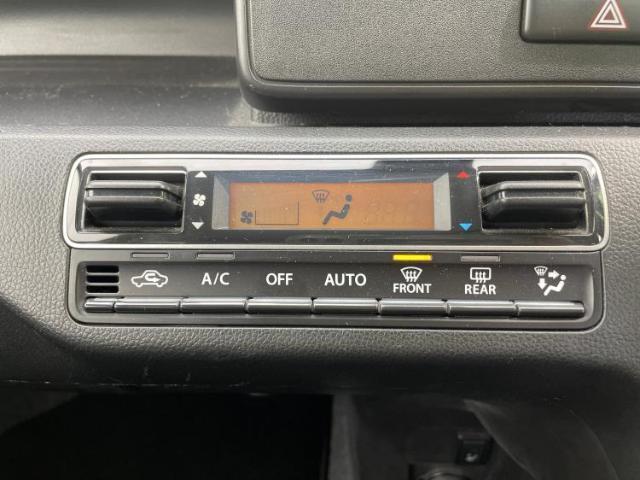 A/C OFF AUTO FRONT REAR